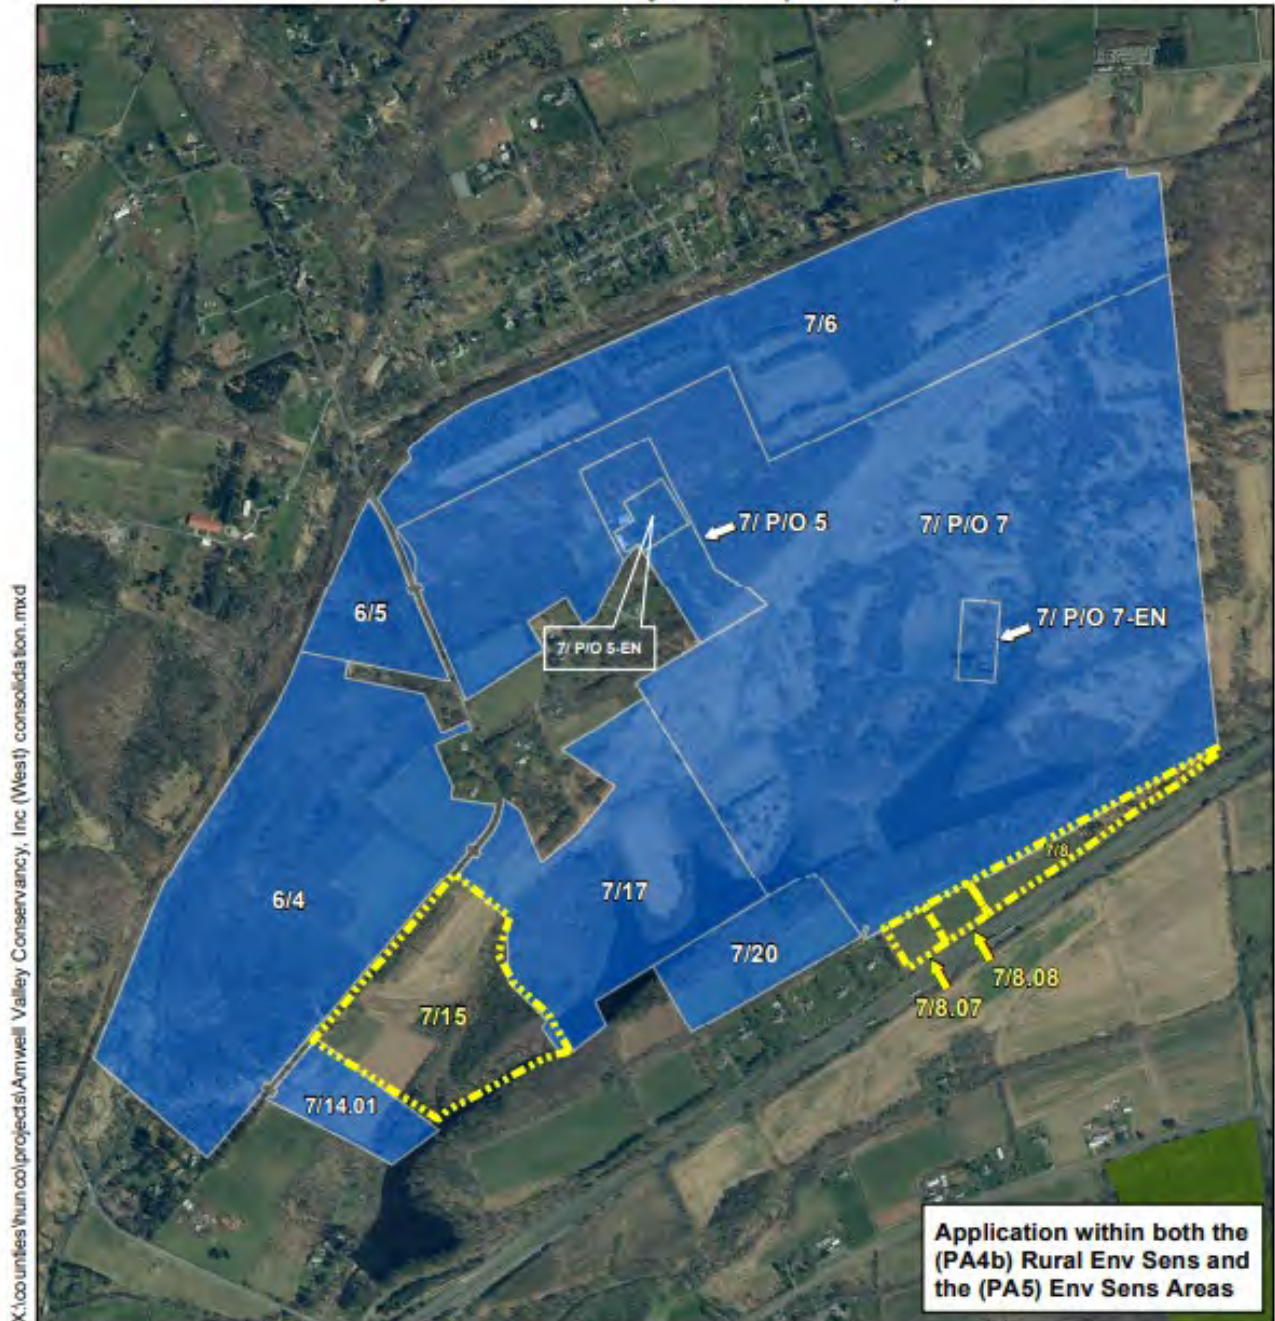 7/6
7/ P/O 5
7/ P/O 7
6/5
7/ P/O 5-EN
7/ P/O 7-EN
7/8
6/4
7/17
7/20
7/8.08
7/8.07
7/15
7/14.01
Application within both the
(PA4b) Rural Env Sens and
the (PA5) Env Sens Areas
X:\counties\hunco\projects\Amwell Valley Conservancy, Inc (West) consolidation.mxd